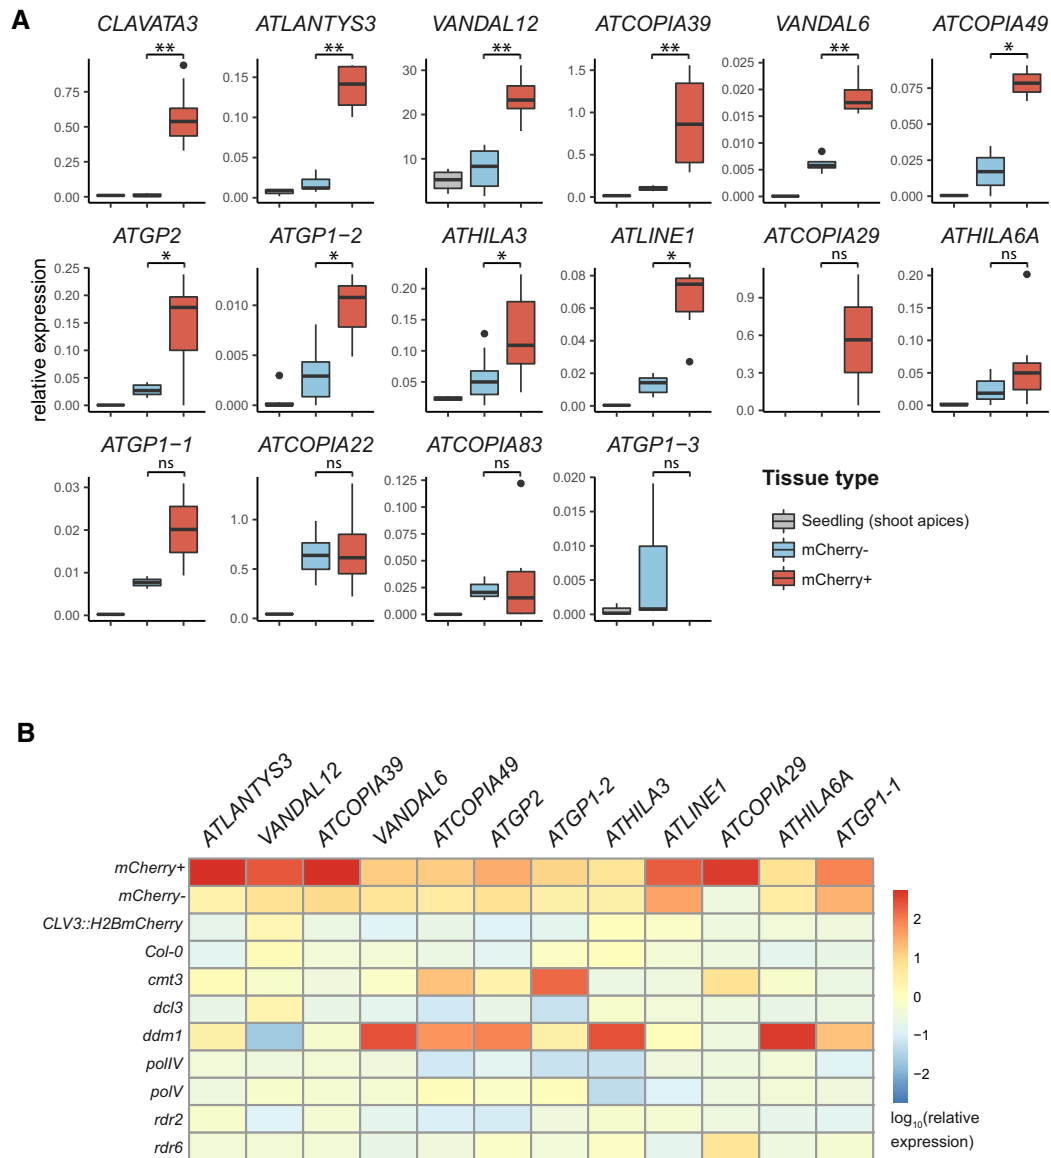 A
CLAVATA3 ATLANTYS3 VANDAL12 ATCOPIA39 VANDAL6 ATCOPIA49
** ** ** ** ** *
0.75 0.50 0.25 0.00
0.15 0.10 0.05 0.00
30 20 10
1.5 1.0 0.5 0.0
0.025 0.020 0.015 0.010 0.005 0.000
0.075 0.050 0.025 0.000
relative expression
ATGP2 ATGP1−2 ATHILA3 ATLINE1 ATCOPIA29 ATHILA6A
* * * * ns ns
0.25 0.20 0.15 0.10 0.05 0.00
0.010 0.005 0.000
0.20 0.15 0.10 0.05
0.08 0.06 0.04 0.02 0.00
0.9 0.6 0.3 0.0
0.20 0.15 0.10 0.05 0.00
ATGP1−1 ATCOPIA22 ATCOPIA83 ATGP1−3
ns ns ns ns
0.03 0.02 0.01 0.00
1.0 0.5 0.0
0.125 0.100 0.075 0.050 0.025 0.000
0.020 0.015 0.010 0.005 0.000
Tissue type
Seedling (shoot apices)
mCherry-
mCherry+
B
ATLANTYS3 VANDAL12 ATCOPIA39 VANDAL6 ATCOPIA49 ATGP2 ATGP1-2 ATHILA3 ATLINE1 ATCOPIA29 ATHILA6A ATGP1-1
mCherry+
mCherry-
CLV3::H2BmCherry
Col-0
cmt3
dcl3
ddm1
polIV
polV
rdr2
rdr6
2
1
0
−1
−2
log10(relative
expression)